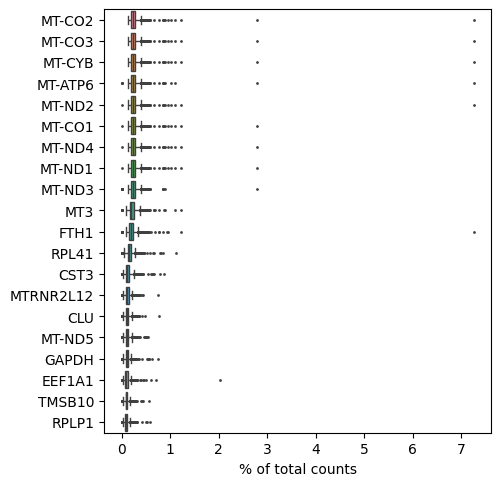 MT-CO2
MT-CO3
MT-CYB
MT-ATP6
MT-ND2
MT-CO1
MT-ND4
MT-ND1
MT-ND3
MT3
FTH1
RPL41
CST3
MTRNR2L12
CLU
MT-ND5
GAPDH
EEF1A1
TMSB10
RPLP1
0 1 2 3 4 5 6 7
% of total counts